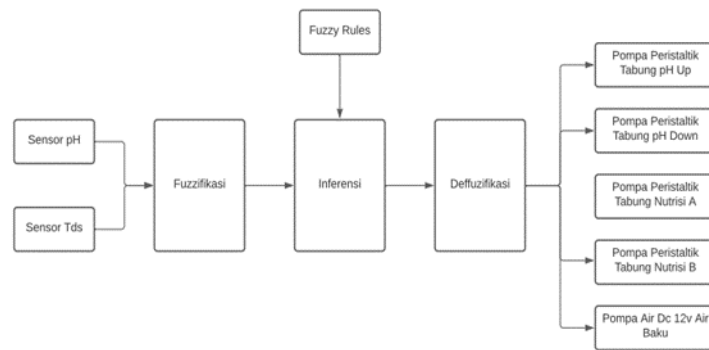 Fuzzy Rules
Sensor pH
Sensor Tds
Fuzzifikasi
Inferensi
Deffuzifikasi
Pompa Peristaltik
Tabung pH Up
Pompa Peristaltik
Tabung pH Down
Pompa Peristaltik
Tabung Nutrisi A
Pompa Peristaltik
Tabung Nutrisi B
Pompa Air Dc 12v Air
Baku